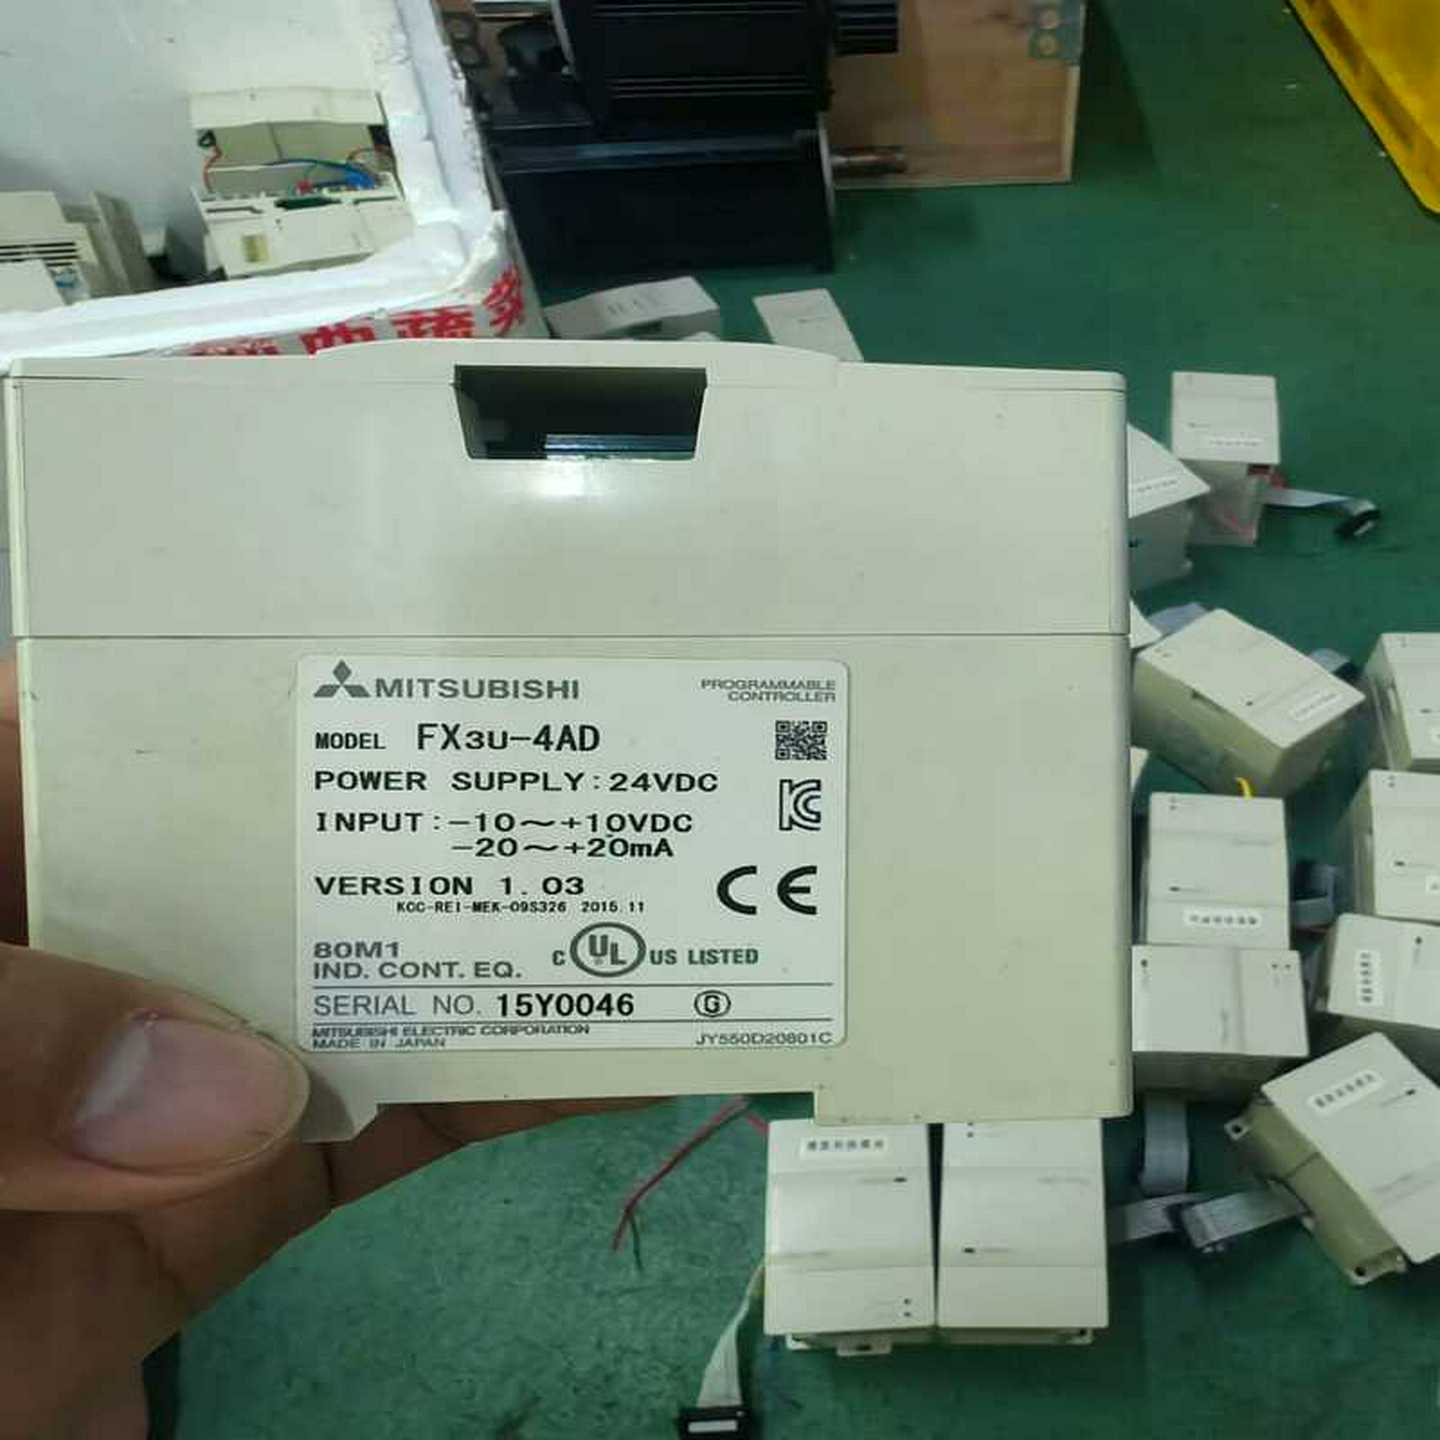 MITSUBISHI
PROGRAMMABLE
CONTROLLER
MODEL FX3U-4AD
POWER SUPPLY:24VDC
INPUT:-10~+10VDC
-20~+20mA
VERSION 1.03
KCC-REI-MEK-09S326 2015.11
CE
80M1
IND. CONT. EQ.
C UL US LISTED
SERIAL NO. 15Y0046 G
MITSUBISHI ELECTRIC CORPORATION
MADE IN JAPAN
JY550D20801C